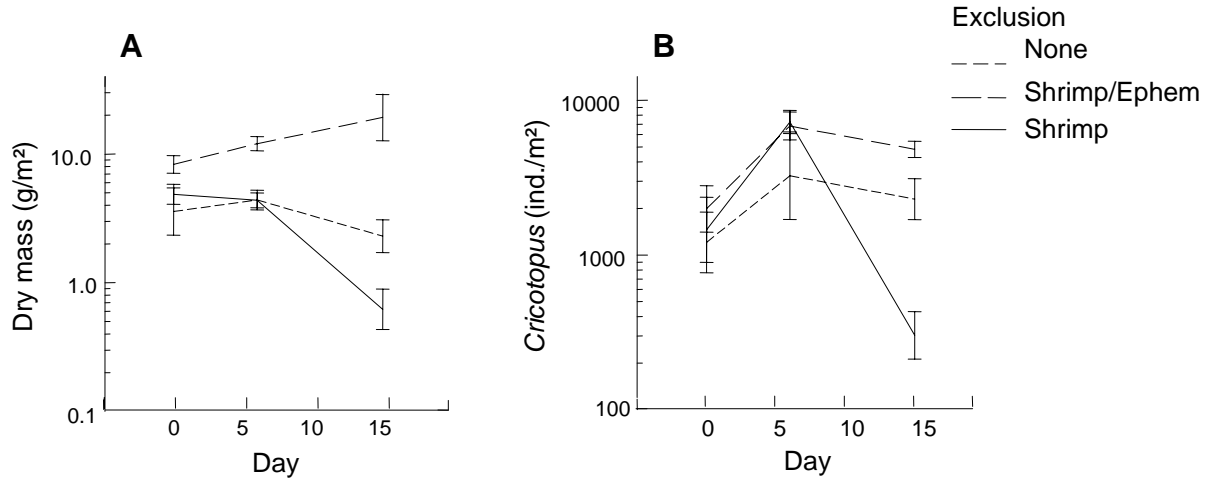 A
Dry mass (g/m²)
10.0
1.0
0.1
0 5 10 15
Day
B
Cricotopus (ind./m²)
10000
1000
100
0 5 10 15
Day
Exclusion
None
Shrimp/Ephem
Shrimp